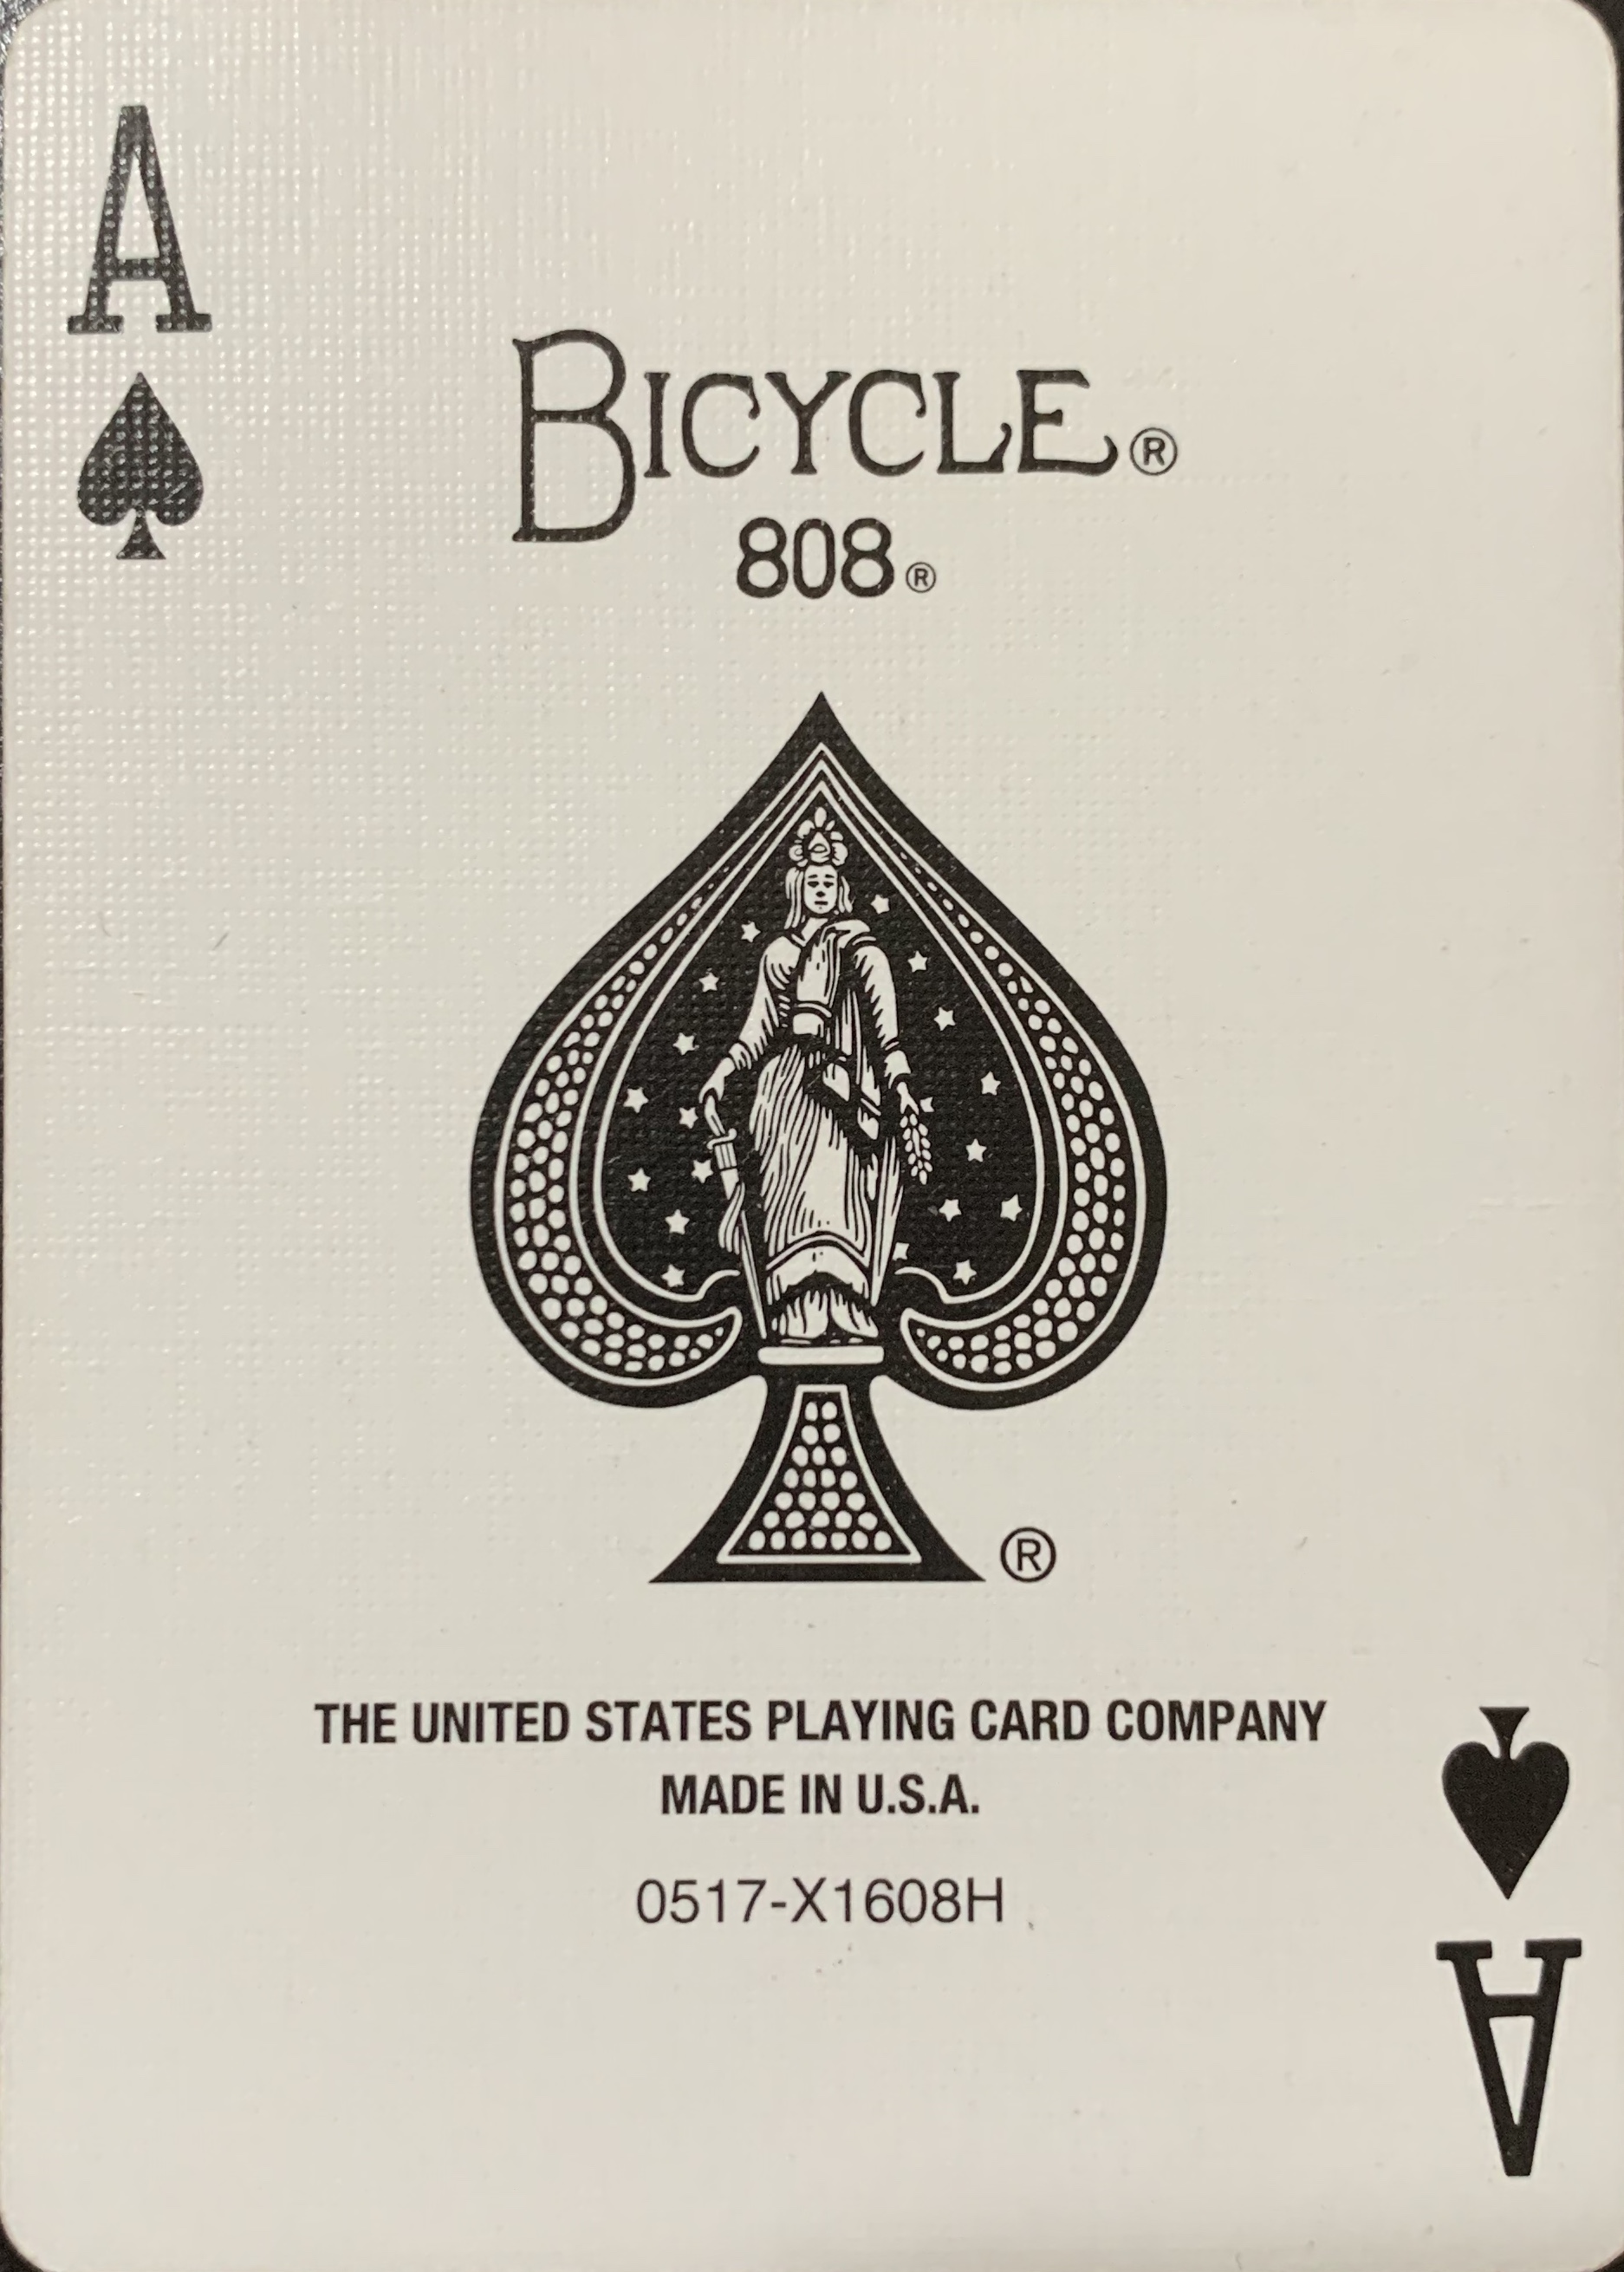 A
BICYCLE®
808®
®
THE UNITED STATES PLAYING CARD COMPANY
MADE IN U.S.A.
0517-X1608H
A